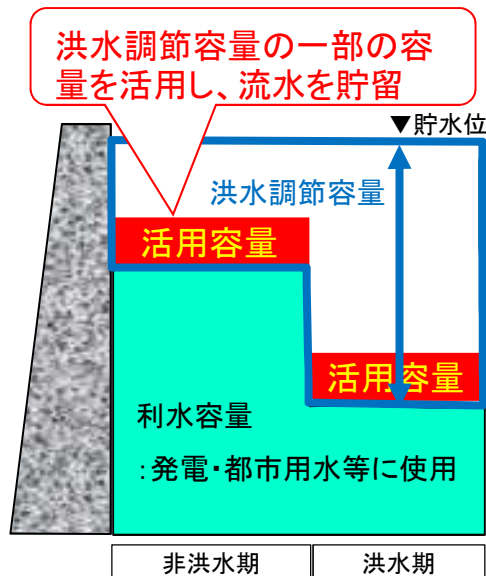 洪水調節容量の一部の容
量を活用し、流水を貯留
▼貯水位
洪水調節容量
活用容量
活用容量
利水容量
:発電・都市用水等に使用
非洪水期
洪水期